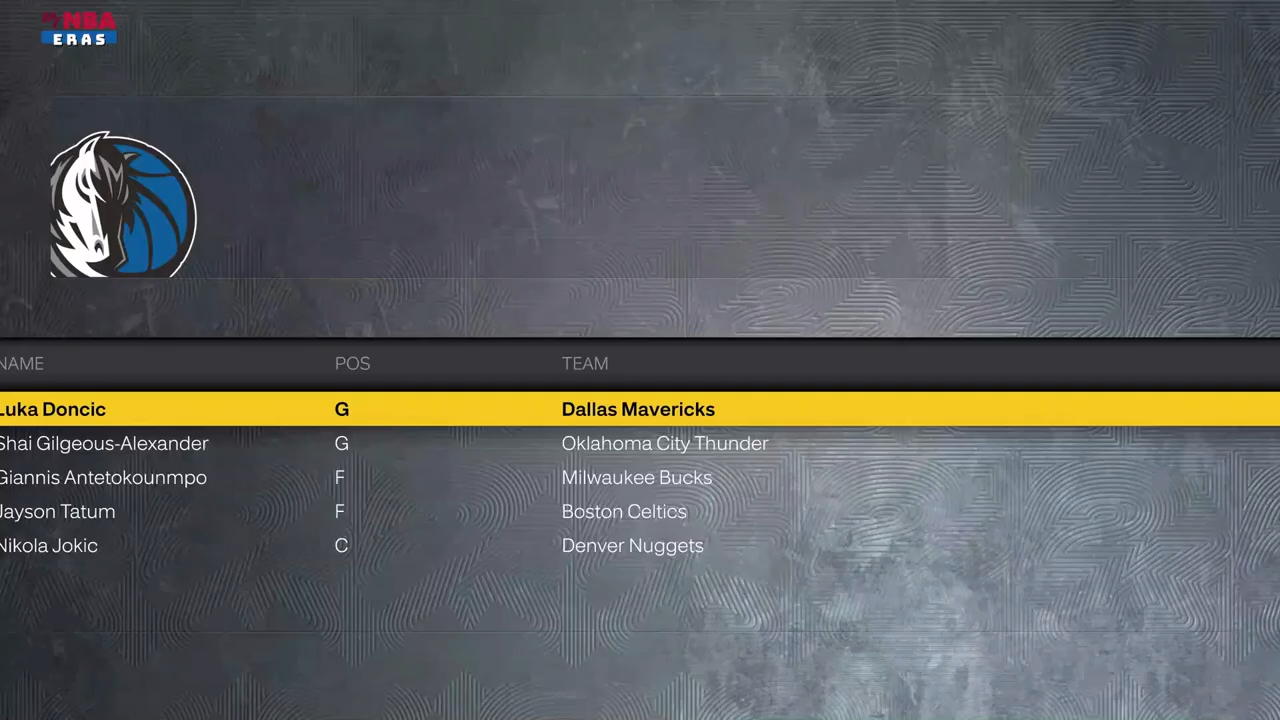 MyNBA
ERAS
NAME POS TEAM
Luka Doncic G Dallas Mavericks
Shai Gilgeous-Alexander G Oklahoma City Thunder
Giannis Antetokounmpo F Milwaukee Bucks
Jayson Tatum F Boston Celtics
Nikola Jokic C Denver Nuggets